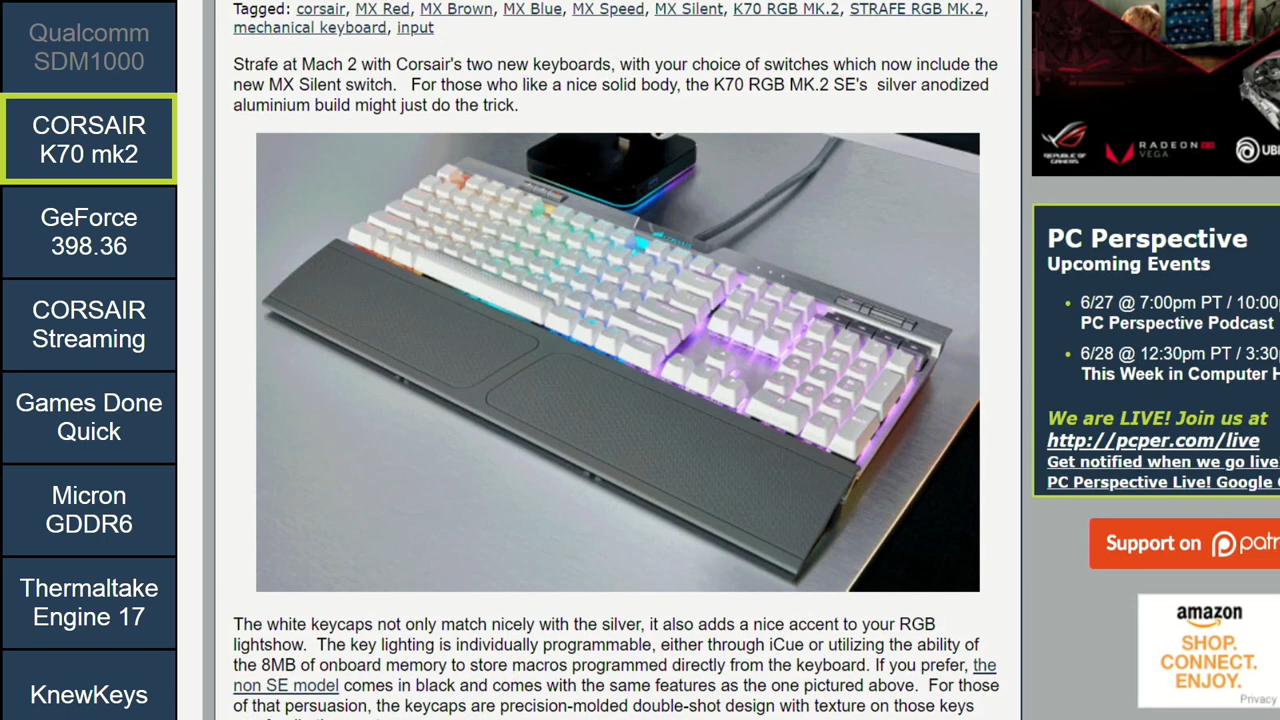 Qualcomm
SDM1000
CORSAIR
K70 mk2
GeForce
398.36
CORSAIR
Streaming
Games Done
Quick
Micron
GDDR6
Thermaltake
Engine 17
KnewKeys
Tagged: corsair, MX Red, MX Brown, MX Blue, MX Speed, MX Silent, K70 RGB MK.2, STRAFE RGB MK.2,
mechanical keyboard, input
Strafe at Mach 2 with Corsair's two new keyboards, with your choice of switches which now include the
new MX Silent switch. For those who like a nice solid body, the K70 RGB MK.2 SE's silver anodized
aluminium build might just do the trick.
The white keycaps not only match nicely with the silver, it also adds a nice accent to your RGB
lightshow. The key lighting is individually programmable, either through iCue or utilizing the ability of
the 8MB of onboard memory to store macros programmed directly from the keyboard. If you prefer, the
non SE model comes in black and comes with the same features as the one pictured above. For those
of that persuasion, the keycaps are precision-molded double-shot design with texture on those keys
REPUBLIC OF
GAMERS
RADEON RX
VEGA
UBI
PC Perspective
Upcoming Events
6/27 @ 7:00pm PT / 10:00
PC Perspective Podcast
6/28 @ 12:30pm PT / 3:30
This Week in Computer H
We are LIVE! Join us at
http://pcper.com/live
Get notified when we go live
PC Perspective Live! Google
Support on patr
amazon
SHOP.
CONNECT.
ENJOY.
Privacy